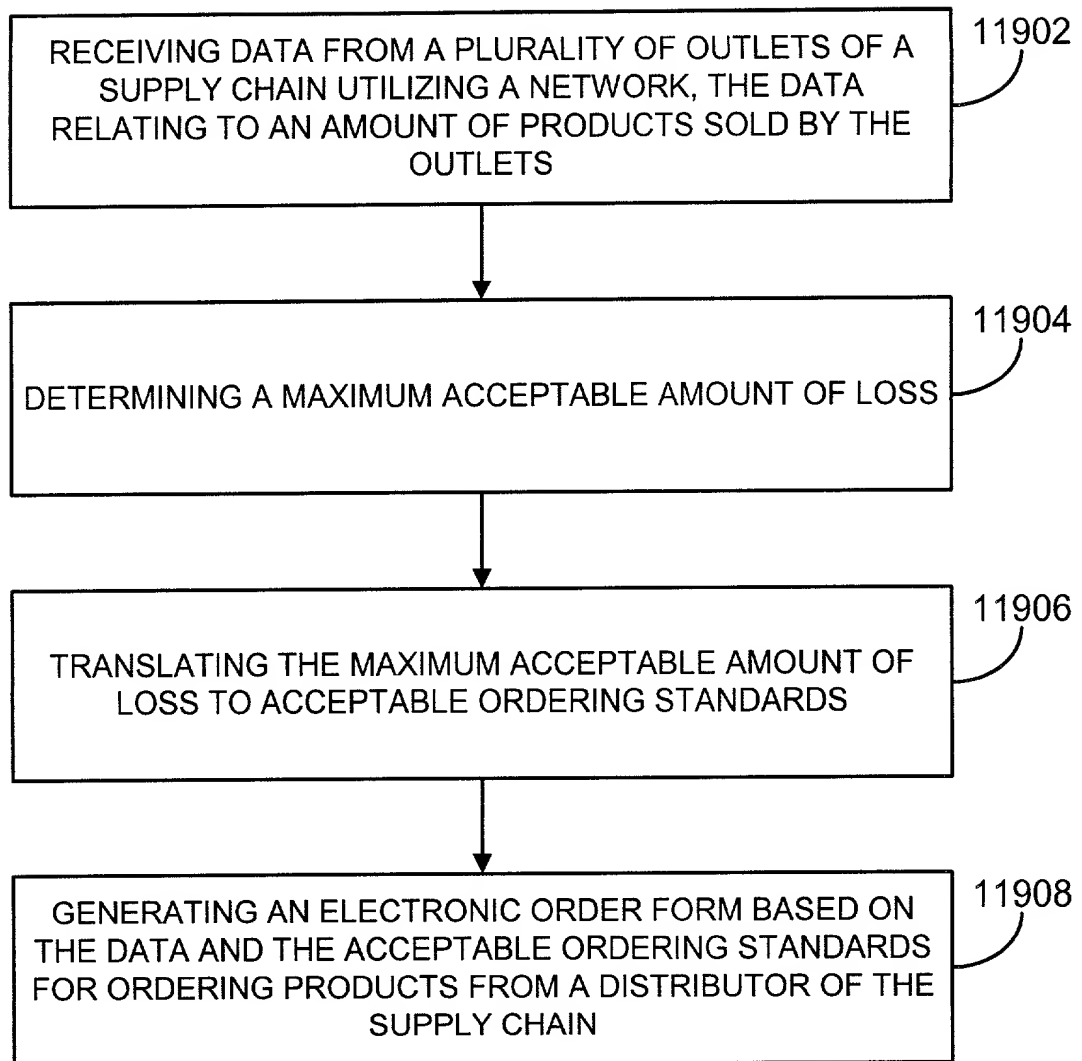 RECEIVING DATA FROM A PLURALITY OF OUTLETS OF A
SUPPLY CHAIN UTILIZING A NETWORK, THE DATA
RELATING TO AN AMOUNT OF PRODUCTS SOLD BY THE
OUTLETS
11902
DETERMINING A MAXIMUM ACCEPTABLE AMOUNT OF LOSS
11904
TRANSLATING THE MAXIMUM ACCEPTABLE AMOUNT OF
LOSS TO ACCEPTABLE ORDERING STANDARDS
11906
GENERATING AN ELECTRONIC ORDER FORM BASED ON
THE DATA AND THE ACCEPTABLE ORDERING STANDARDS
FOR ORDERING PRODUCTS FROM A DISTRIBUTOR OF THE
SUPPLY CHAIN
11908